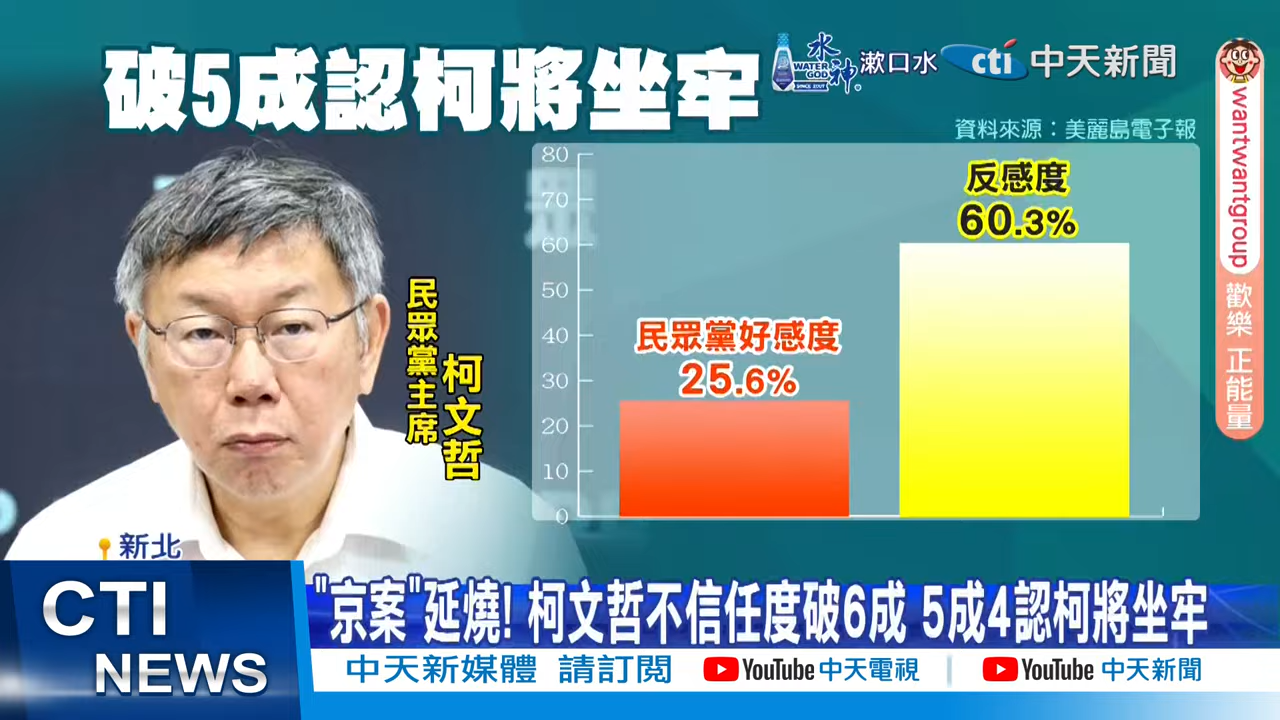 破5成認柯將坐牢
水神
WATER GOD
SINCE 2007
漱口水
cti 中天新聞
資料來源：美麗島電子報
80
70
60
50
40
30
20
10
0
民眾黨好感度
25.6%
反感度
60.3%
民眾黨主席
柯文哲
wantwantgroup
歡樂 正能量
新北
CTI
NEWS
"京案"延燒! 柯文哲不信任度破6成 5成4認柯將坐牢
中天新媒體 請訂閱 YouTube 中天電視 | YouTube 中天新聞